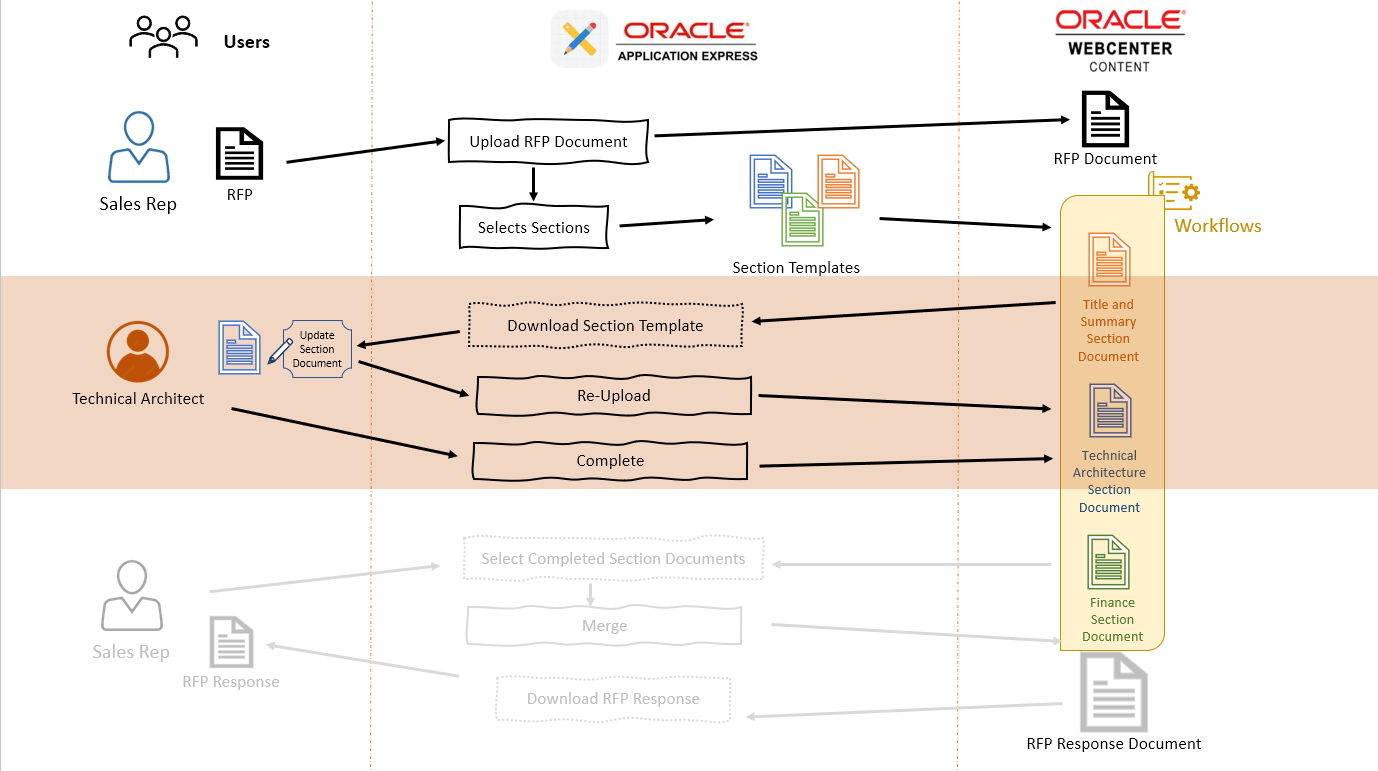 Users
ORACLE®
APPLICATION EXPRESS
ORACLE®
WEBCENTER
CONTENT
Sales Rep
RFP
Upload RFP Document
RFP Document
Selects Sections
Section Templates
Workflows
Technical Architect
Update
Section
Document
Download Section Template
Re-Upload
Complete
Title and
Summary
Section
Document
Technical
Architecture
Section
Document
Finance
Section
Document
Sales Rep
RFP Response
Select Completed Section Documents
Merge
Download RFP Response
RFP Response Document